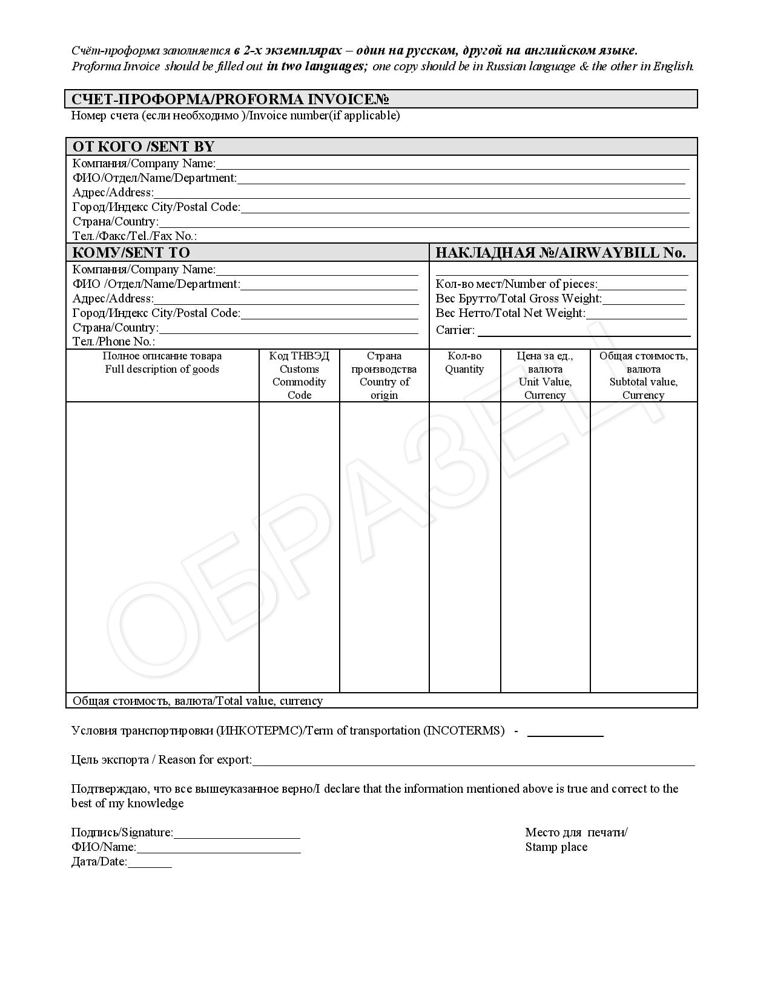 Счёт-проформа заполняется в 2-х экземплярах – один на русском, другой на английском языке.
Proforma Invoice should be filled out in two languages; one copy should be in Russian language & the other in English.
СЧЕТ-ПРОФОРМА/PROFORMA INVOICE№
Номер счета (если необходимо )/Invoice number(if applicable)
ОТ КОГО /SENT BY
Компания/Company Name:
ФИО/Отдел/Name/Department:
Адрес/Address:
Город/Индекс City/Postal Code:
Страна/Country:
Тел./Факс/Tel./Fax No.:
КОМУ/SENT TO
Компания/Company Name:
ФИО /Отдел/Name/Department:
Адрес/Address:
Город/Индекс City/Postal Code:
Страна/Country:
Тел./Phone No.:
НАКЛАДНАЯ №/AIRWAYBILL No.
Кол-во мест/Number of pieces:
Вес Брутто/Total Gross Weight:
Вес Нетто/Total Net Weight:
Carrier:
Полное описание товара
Full description of goods
Код ТНВЭД
Customs
Commodity
Code
Страна
производства
Country of
origin
Кол-во
Quantity
Цена за ед.,
валюта
Unit Value,
Currency
Общая стоимость,
валюта
Subtotal value,
Currency
ОБРАЗЕЦ
Общая стоимость, валюта/Total value, currency
Условия транспортировки (ИНКОТЕРМС)/Term of transportation (INCOTERMS) -
Цель экспорта / Reason for export:
Подтверждаю, что все вышеуказанное верно/I declare that the information mentioned above is true and correct to the
best of my knowledge
Подпись/Signature:
ФИО/Name:
Дата/Date:
Место для печати/
Stamp place